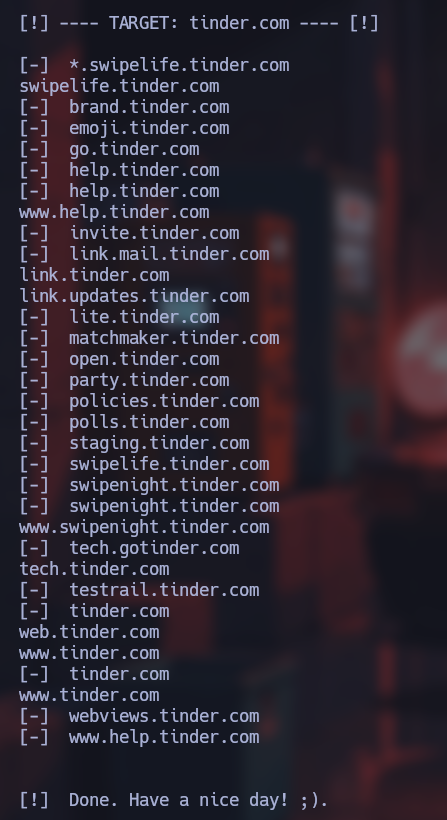 [!] ---- TARGET: tinder.com ---- [!]
[-]  *.swipelife.tinder.com
swipelife.tinder.com
[-]  brand.tinder.com
[-]  emoji.tinder.com
[-]  go.tinder.com
[-]  help.tinder.com
[-]  help.tinder.com
www.help.tinder.com
[-]  invite.tinder.com
[-]  link.mail.tinder.com
link.tinder.com
link.updates.tinder.com
[-]  lite.tinder.com
[-]  matchmaker.tinder.com
[-]  open.tinder.com
[-]  party.tinder.com
[-]  policies.tinder.com
[-]  polls.tinder.com
[-]  staging.tinder.com
[-]  swipelife.tinder.com
[-]  swipenight.tinder.com
[-]  swipenight.tinder.com
www.swipenight.tinder.com
[-]  tech.gotinder.com
tech.tinder.com
[-]  testrail.tinder.com
[-]  tinder.com
web.tinder.com
www.tinder.com
[-]  tinder.com
www.tinder.com
[-]  webviews.tinder.com
[-]  www.help.tinder.com
[!]  Done. Have a nice day! ;).